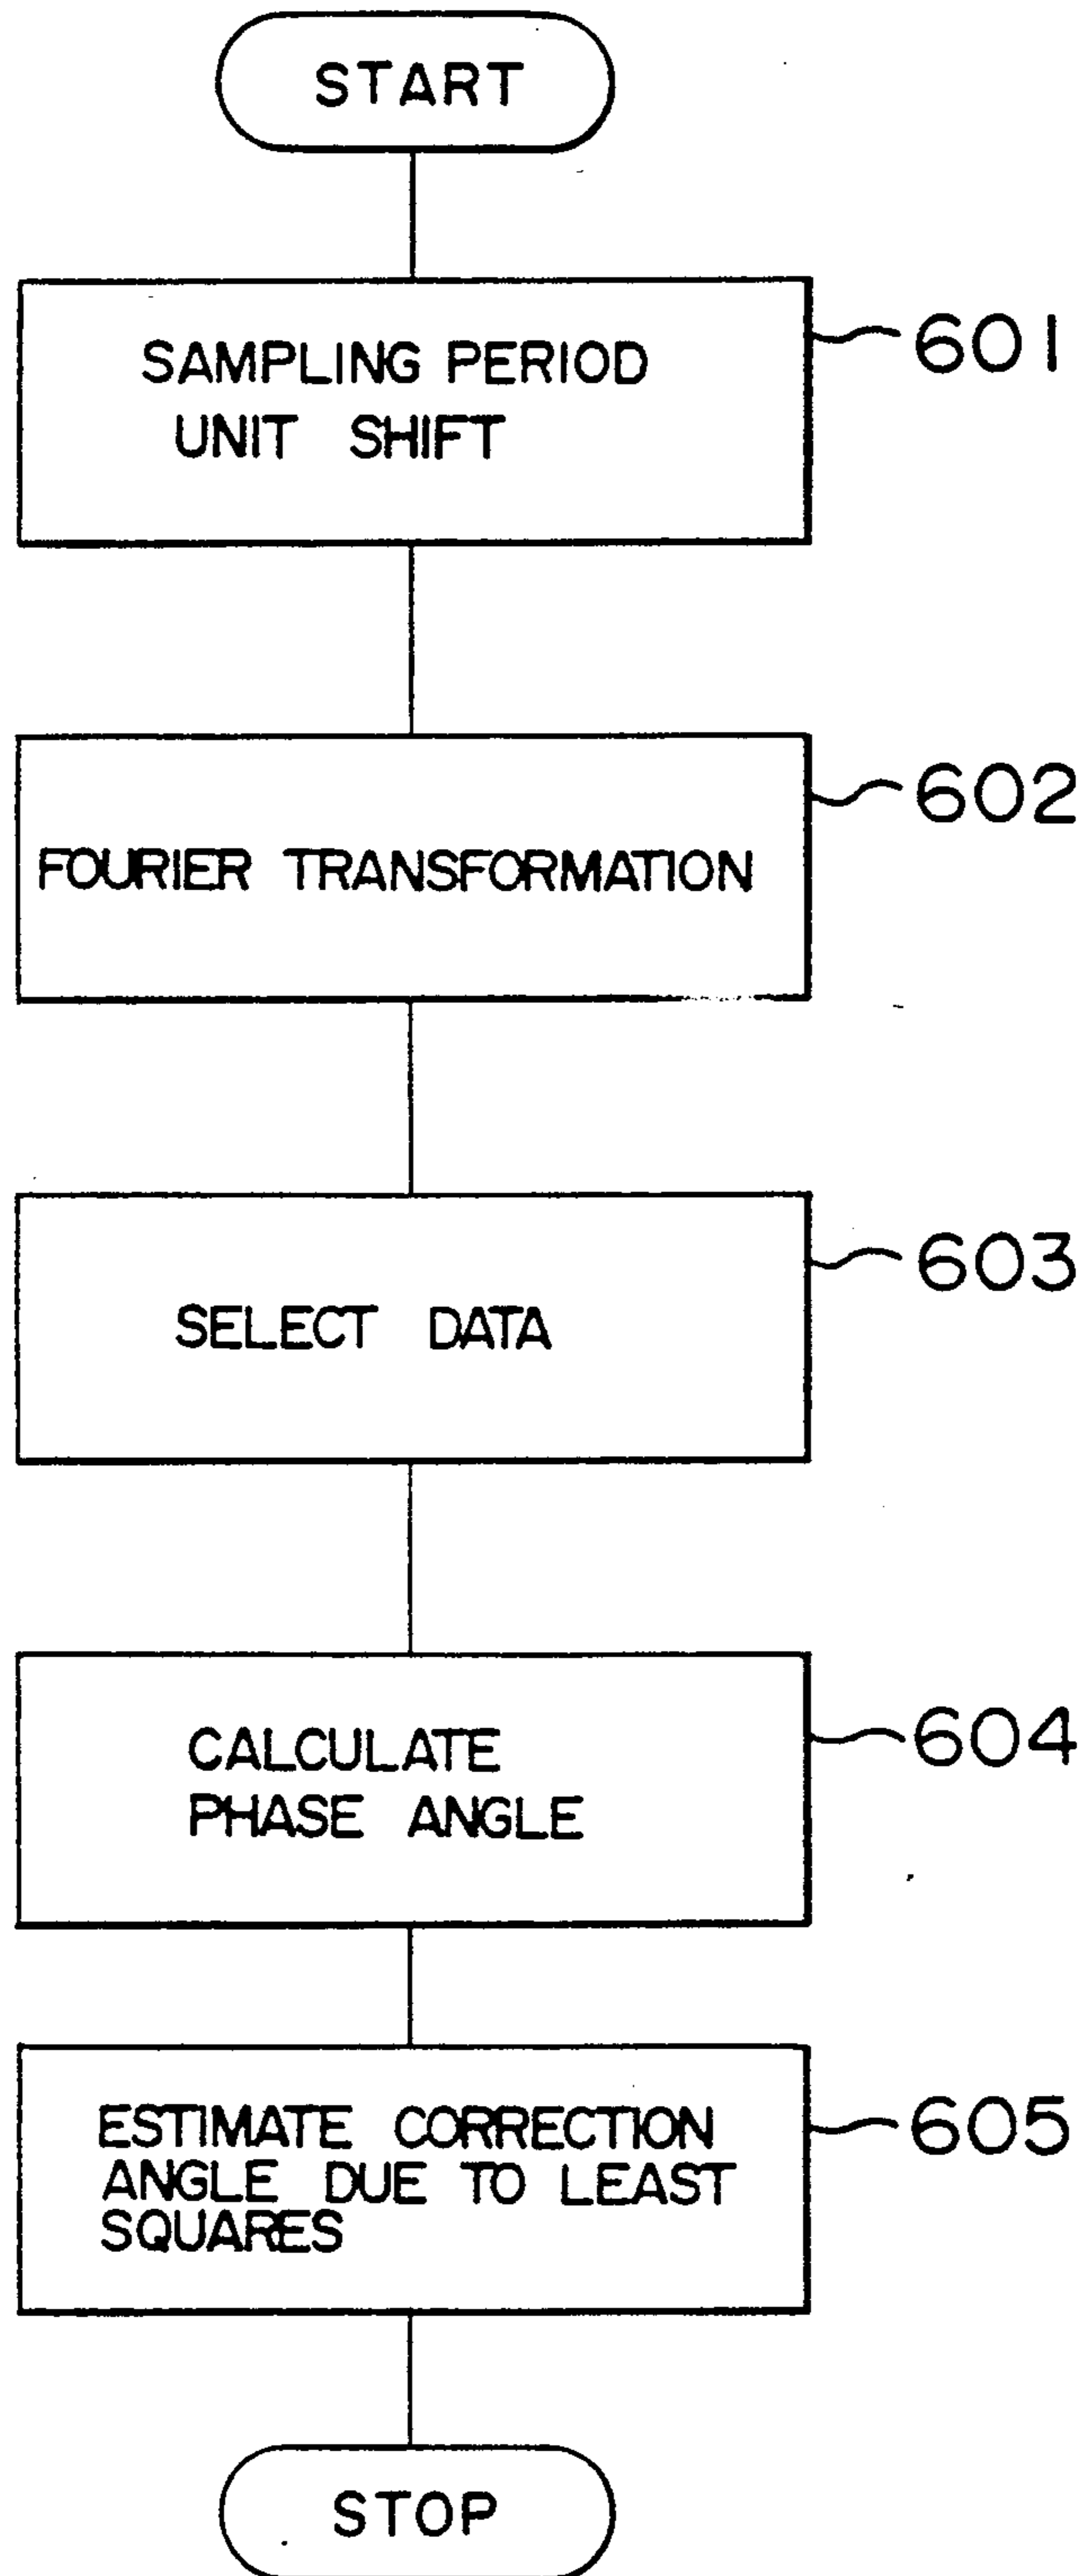 START
SAMPLING PERIOD
UNIT SHIFT
601
FOURIER TRANSFORMATION
602
SELECT DATA
603
CALCULATE
PHASE ANGLE
604
ESTIMATE CORRECTION
ANGLE DUE TO LEAST
SQUARES
605
STOP